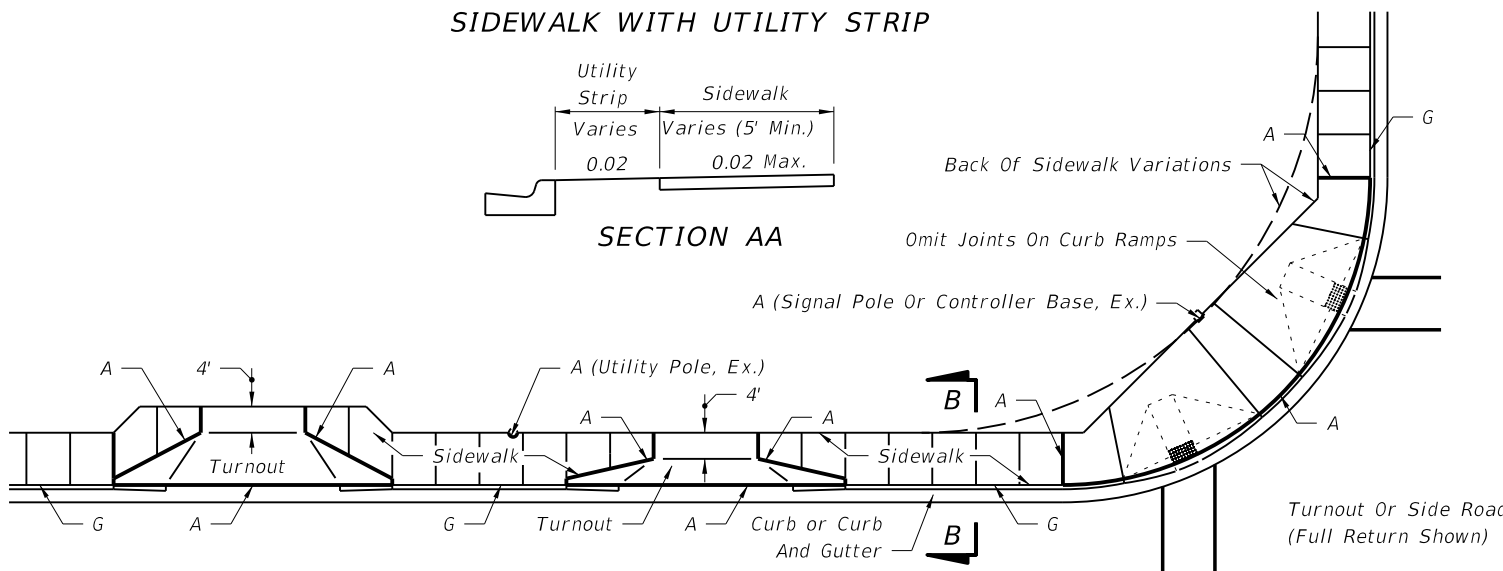 SIDEWALK WITH UTILITY STRIP
Utility
Strip
Sidewalk
Varies
Varies (5' Min.)
0.02
0.02 Max.
SECTION AA
G
A
Back Of Sidewalk Variations
Omit Joints On Curb Ramps
A (Signal Pole Or Controller Base, Ex.)
A
4'
A
A (Utility Pole, Ex.)
4'
B
A
A
A
A
A
Turnout
Sidewalk
Sidewalk
G
A
G
Turnout
A
Curb or Curb
And Gutter
B
G
Turnout Or Side Road
(Full Return Shown)